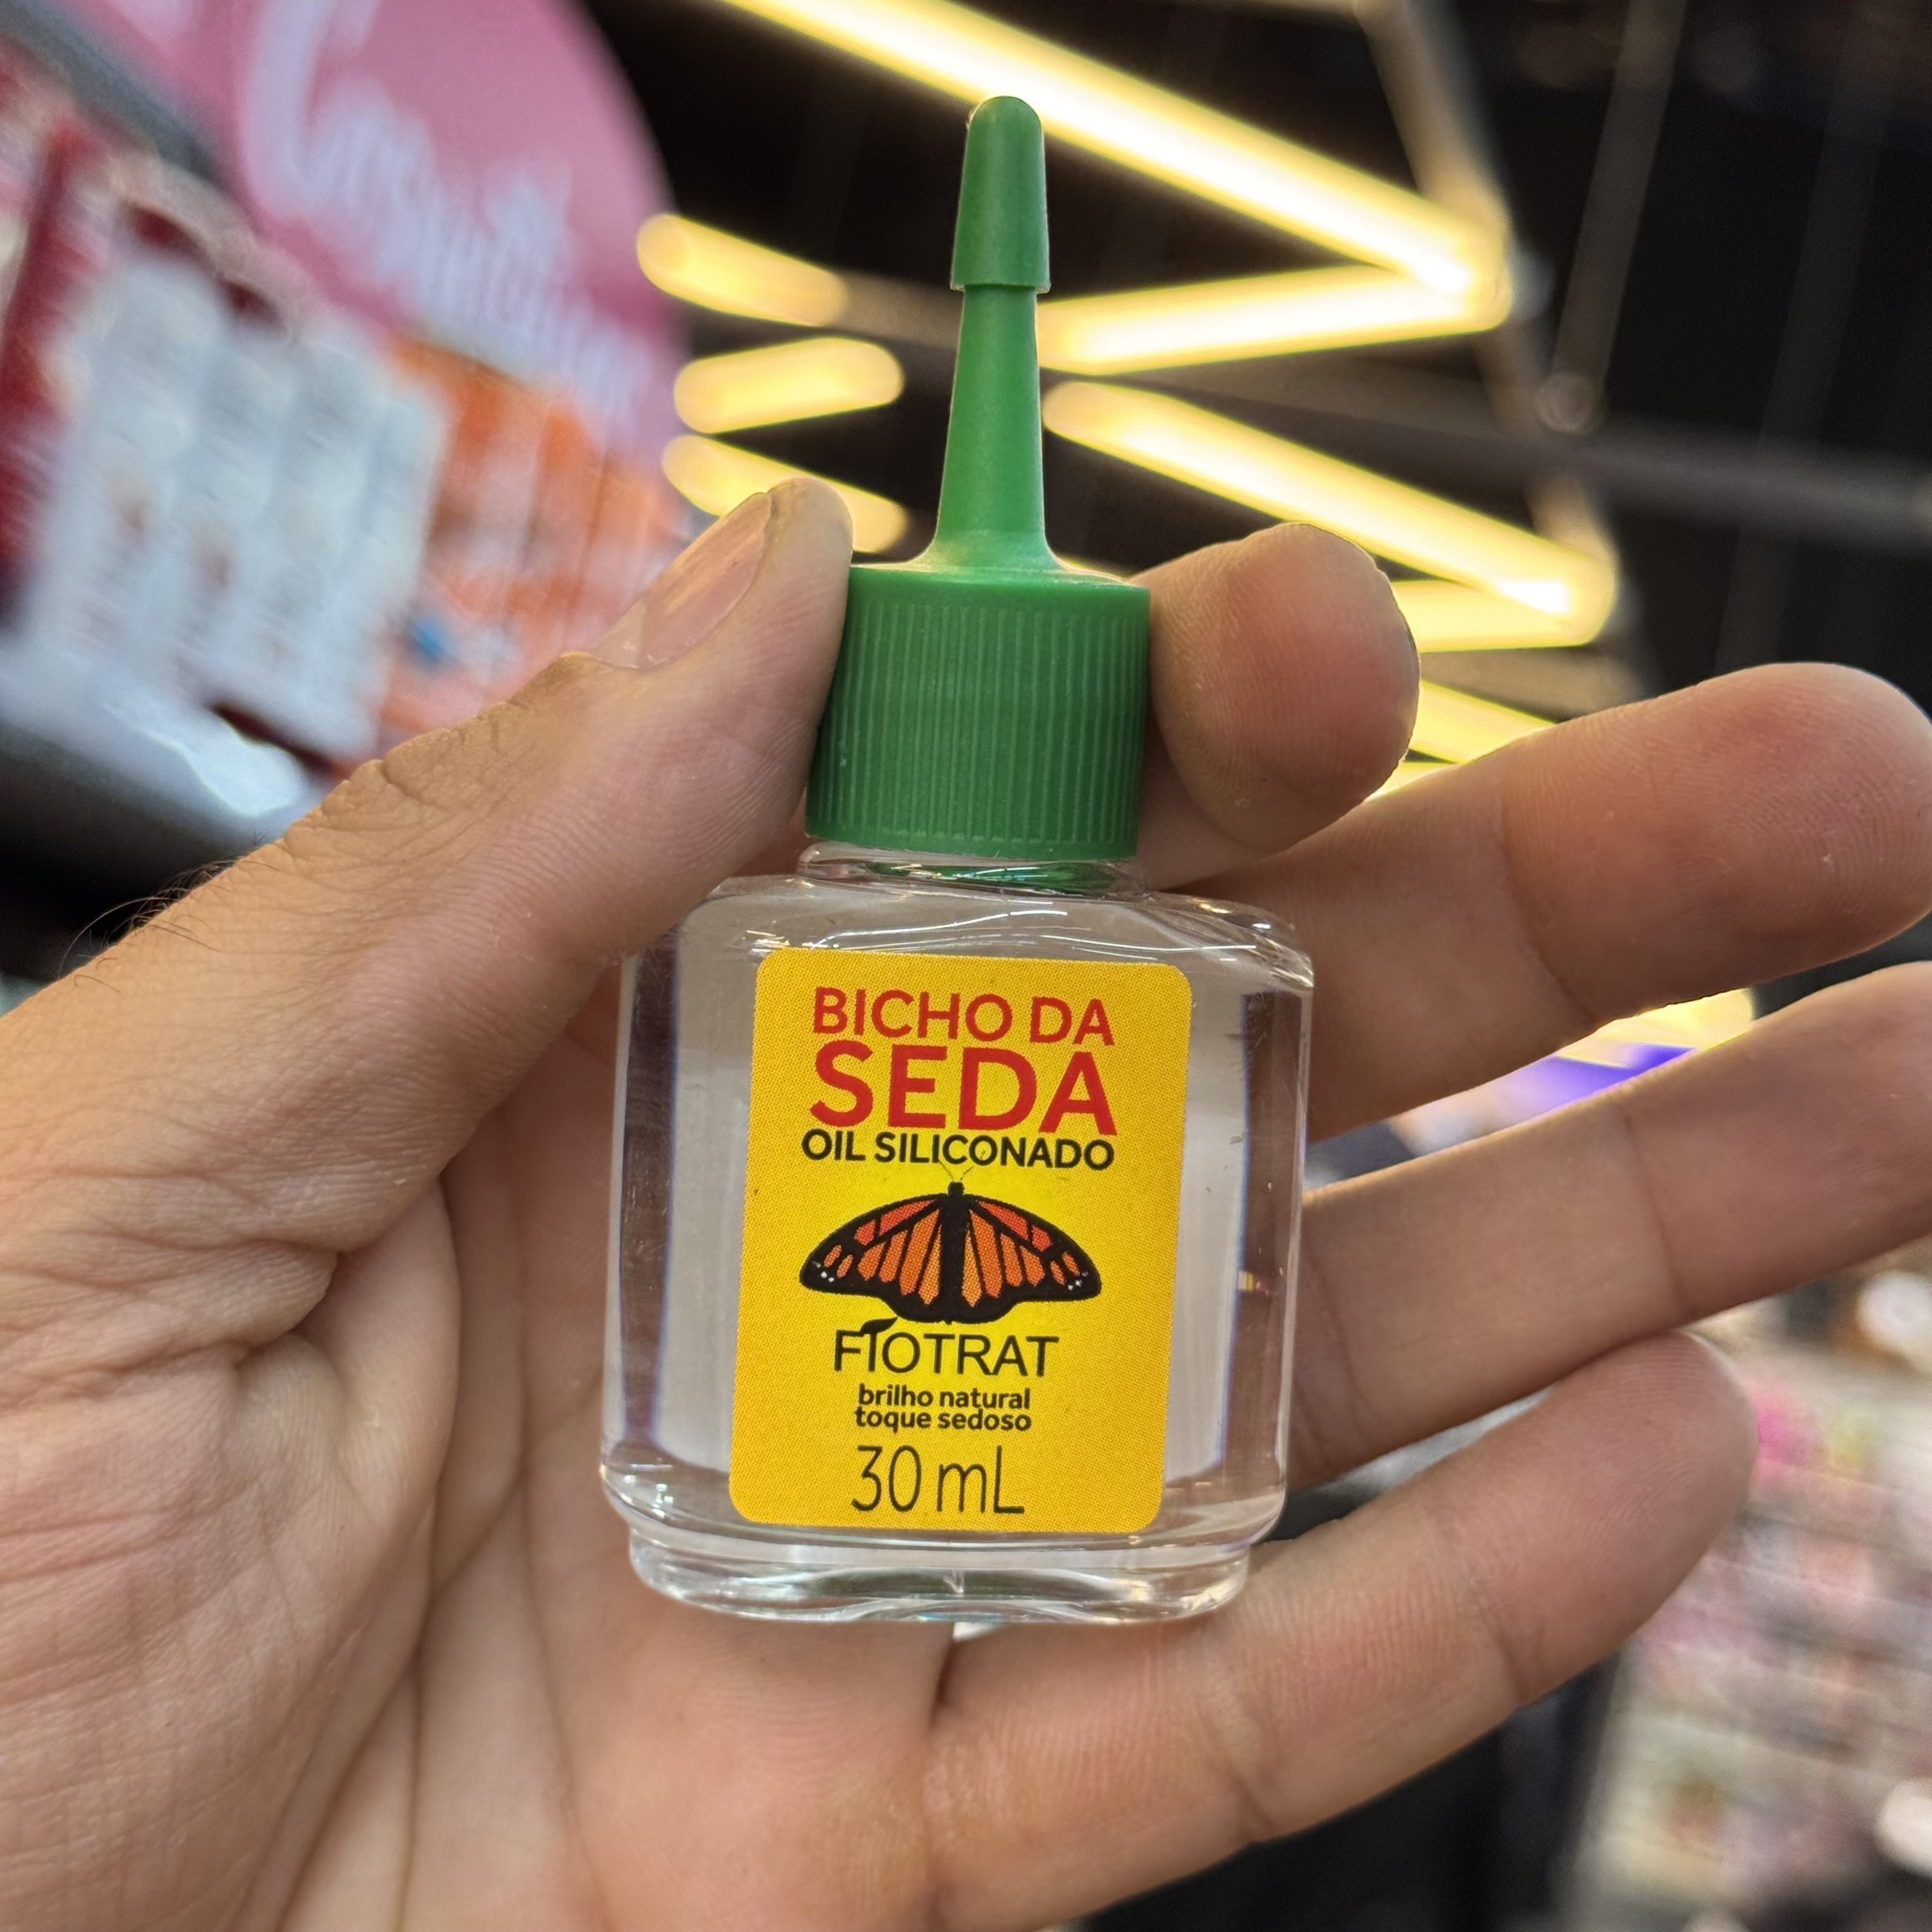 BICHO DA
SEDA
OIL SILICONADO
FIOTRAT
brilho natural
toque sedoso
30 mL